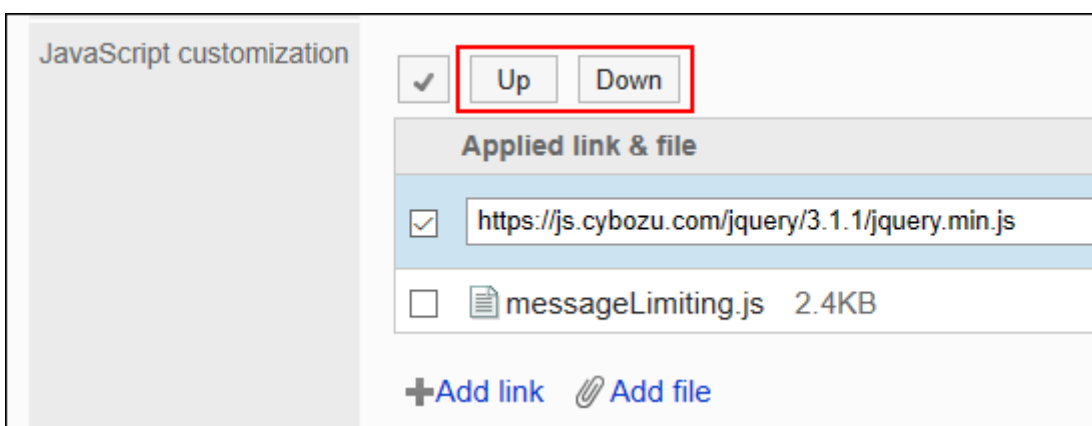 JavaScript customization
Up Down
Applied link & file
https://js.cybozu.com/jquery/3.1.1/jquery.min.js
messageLimiting.js 2.4KB
Add link Add file